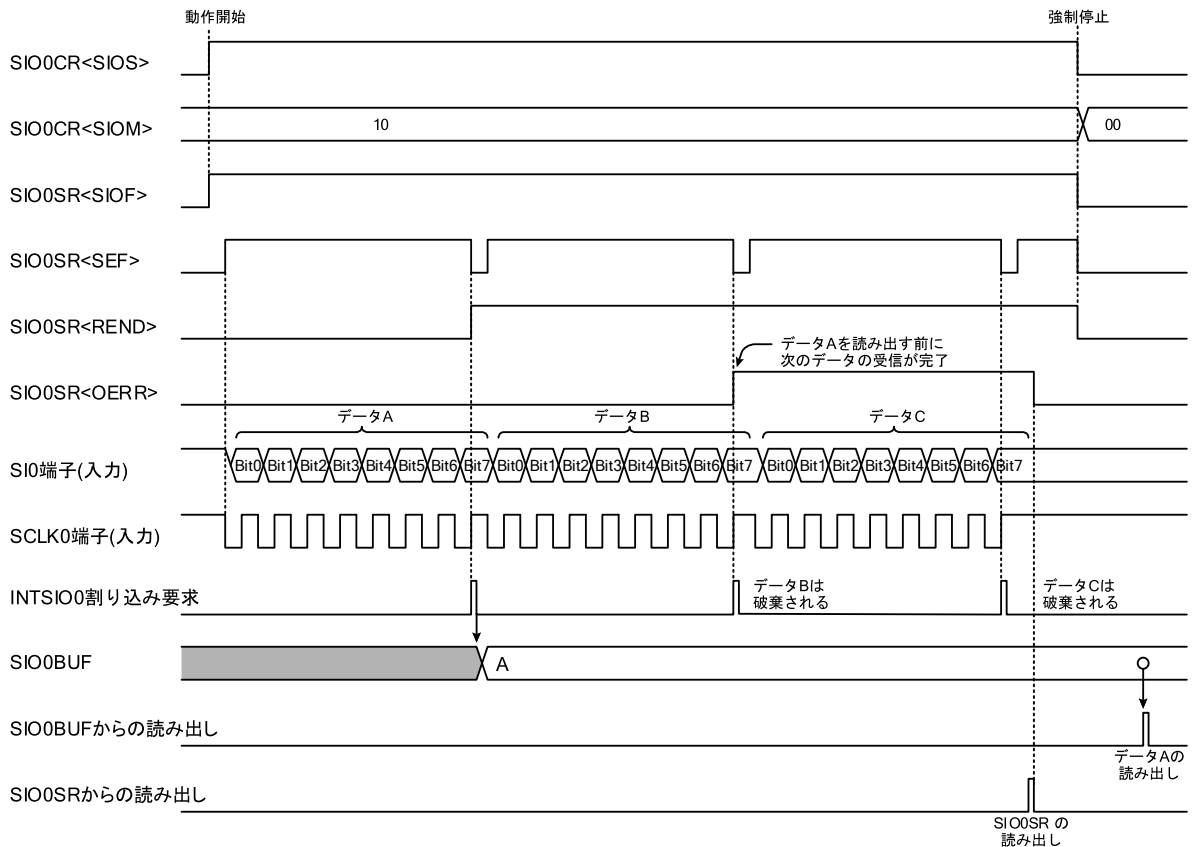 動作開始
強制停止
SIO0CR<SIOS>
SIO0CR<SIOM>
10
00
SIO0SR<SIOF>
SIO0SR<SEF>
SIO0SR<REND>
データAを読み出す前に
次のデータの受信が完了
SIO0SR<OERR>
データA
データB
データC
SI0端子(入力)
Bit0 Bit1 Bit2 Bit3 Bit4 Bit5 Bit6 Bit7 Bit0 Bit1 Bit2 Bit3 Bit4 Bit5 Bit6 Bit7 Bit0 Bit1 Bit2 Bit3 Bit4 Bit5 Bit6 Bit7
SCLK0端子(入力)
INTSIO0割り込み要求
データBは
破棄される
データCは
破棄される
SIO0BUF
A
SIO0BUFからの読み出し
データAの
読み出し
SIO0SRからの読み出し
SIO0SR の
読み出し